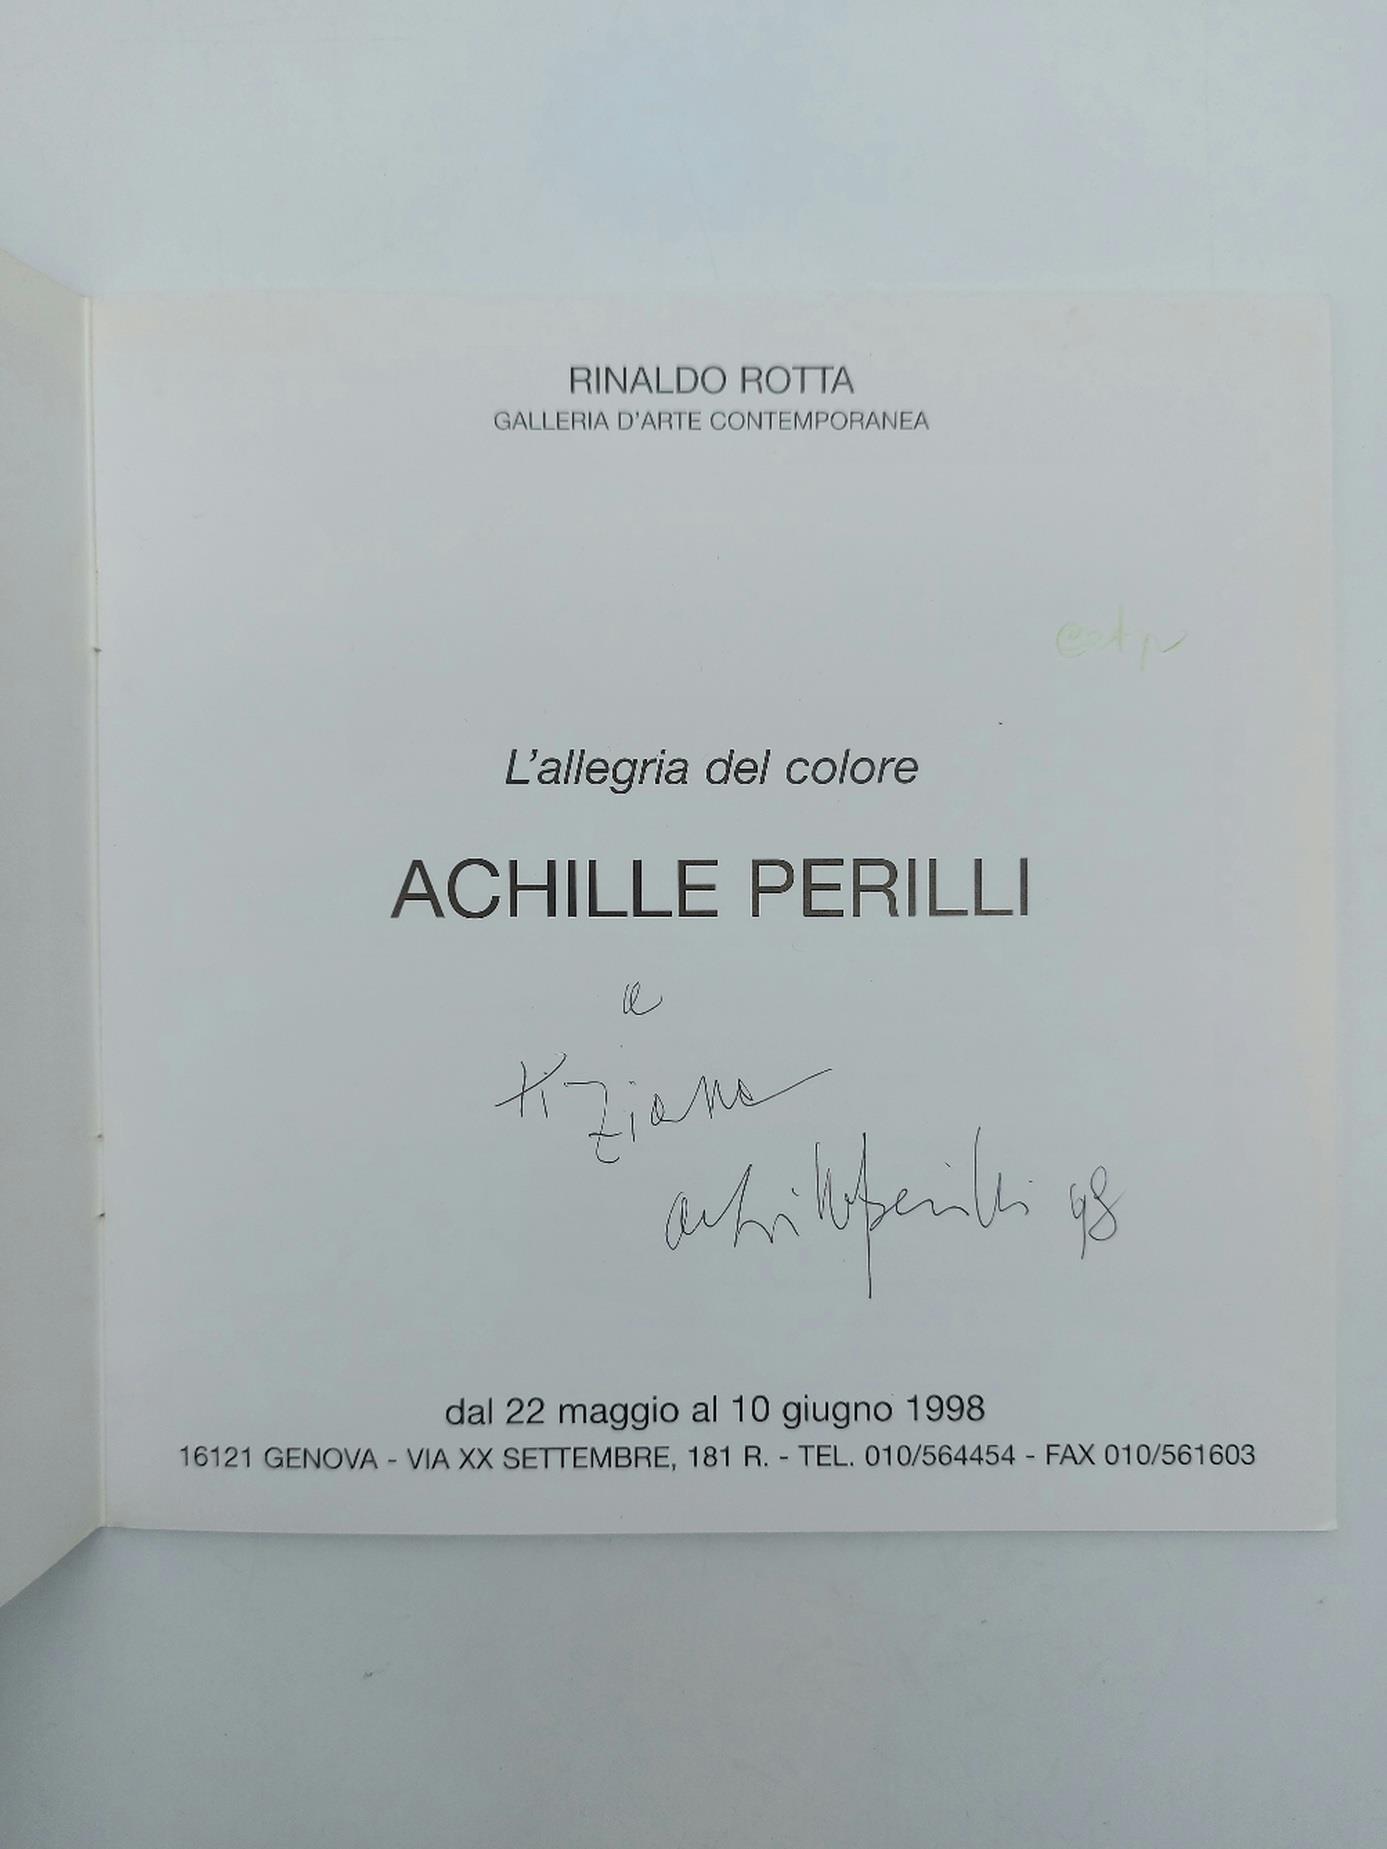 RINALDO ROTTA
GALLERIA D'ARTE CONTEMPORANEA
L'allegria del colore
ACHILLE PERILLI
a
tiziana
achille perilli 98
dal 22 maggio al 10 giugno 1998
16121 GENOVA - VIA XX SETTEMBRE, 181 R. - TEL. 010/564454 - FAX 010/561603